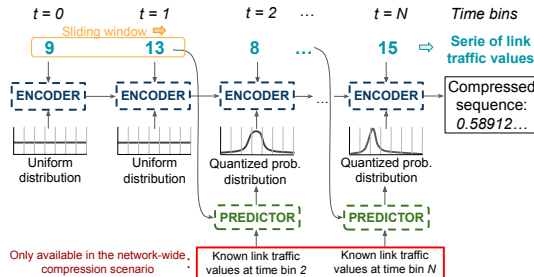 t = 0 t = 1 t = 2 ... t = N Time bins
Sliding window
9 13 8 ... 15 Serie of link
traffic values
ENCODER ENCODER ENCODER ... ENCODER
Compressed
sequence:
0.58912...
Uniform
distribution
Uniform
distribution
Quantized prob.
distribution
Quantized prob.
distribution
PREDICTOR PREDICTOR
Only available in the network-wide
compression scenario :
Known link traffic
values at time bin 2
Known link traffic
values at time bin N